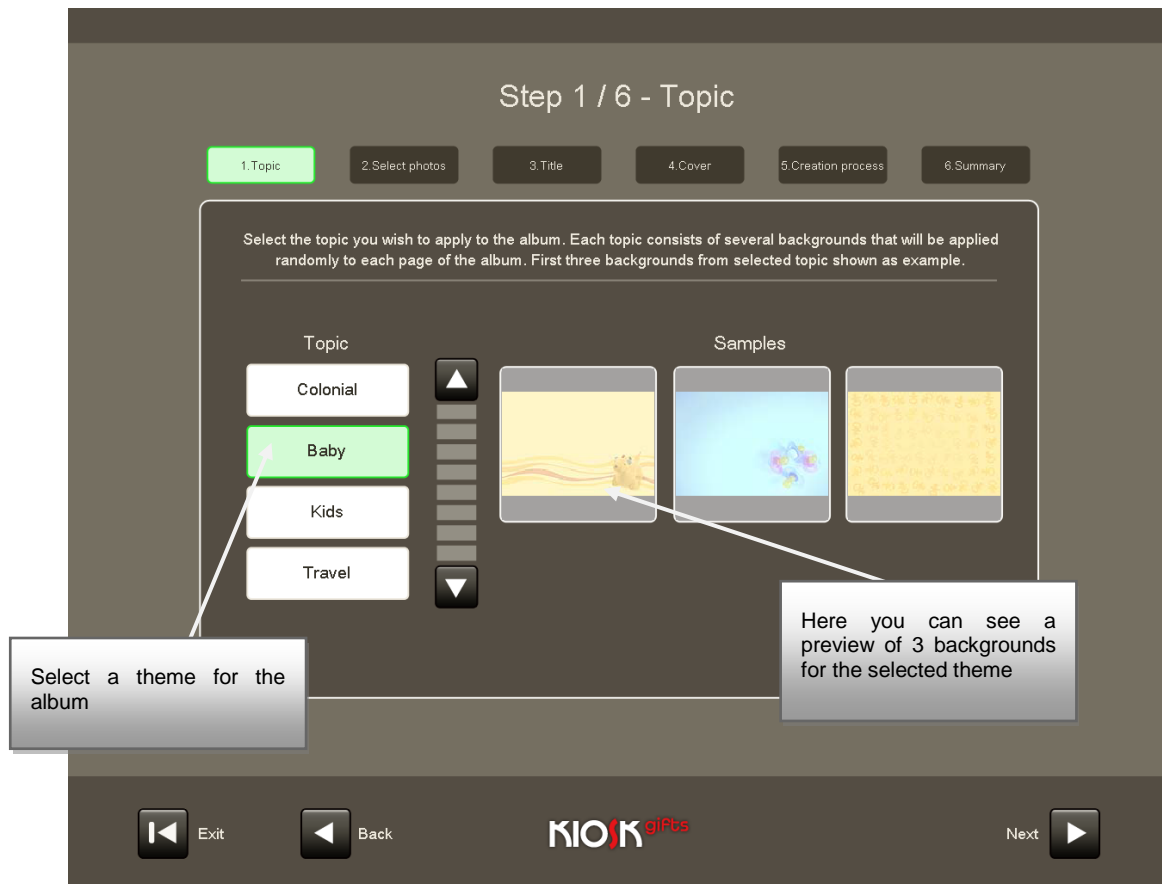 Step 1 / 6 - Topic
1.Topic
2.Select photos
3.Title
4.Cover
5.Creation process
6.Summary
Select the topic you wish to apply to the album. Each topic consists of several backgrounds that will be applied
randomly to each page of the album. First three backgrounds from selected topic shown as example.
Topic
Samples
Colonial
Baby
Kids
Travel
Select a theme for the
album
Here you can see a
preview of 3 backgrounds
for the selected theme
Exit
Back
KIOSK gifts
Next